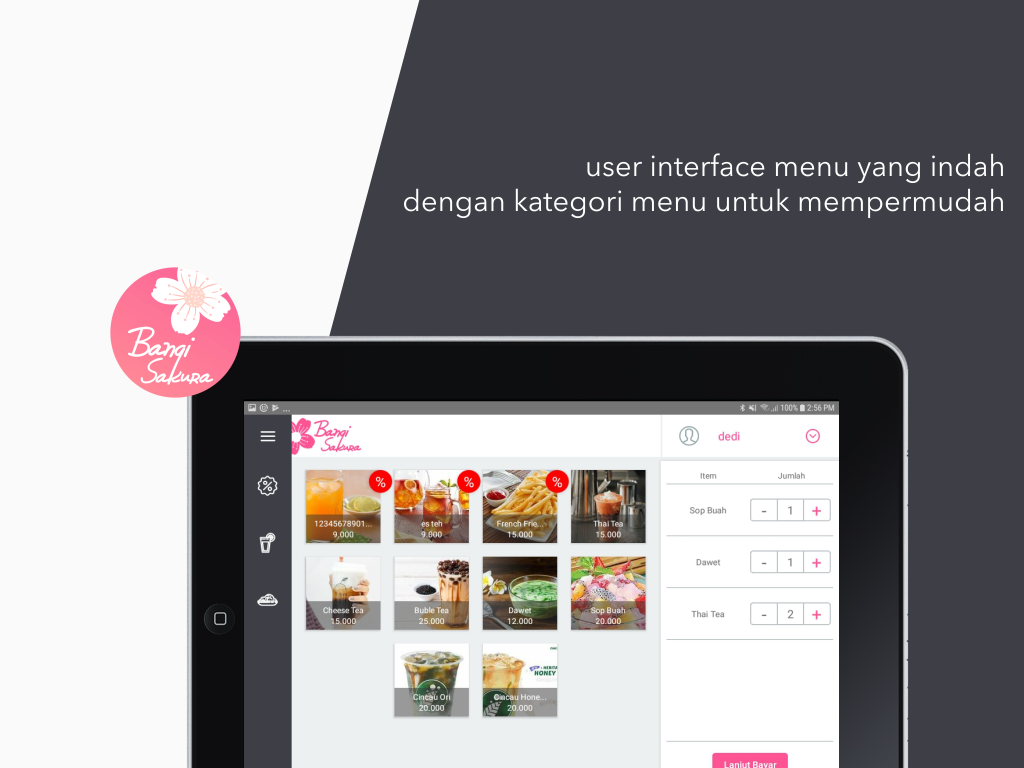 user interface menu yang indah
dengan kategori menu untuk mempermudah
Bangi
Sakura
100% 2:56 PM
Bangi
Sakura
dedi
Item Jumlah
% % %
12345678901...
9,000
es teh
9.000
French Frie...
15.000
Thai Tea
15.000
Sop Buah - 1 +
Cheese Tea
15.000
Buble Tea
25.000
Dawet
12.000
Sop Buah
20.000
Dawet - 1 +
Thai Tea - 2 +
HONEY
Cincau Ori
20.000
Cincau Hone...
20.000
Lanjut Bayar